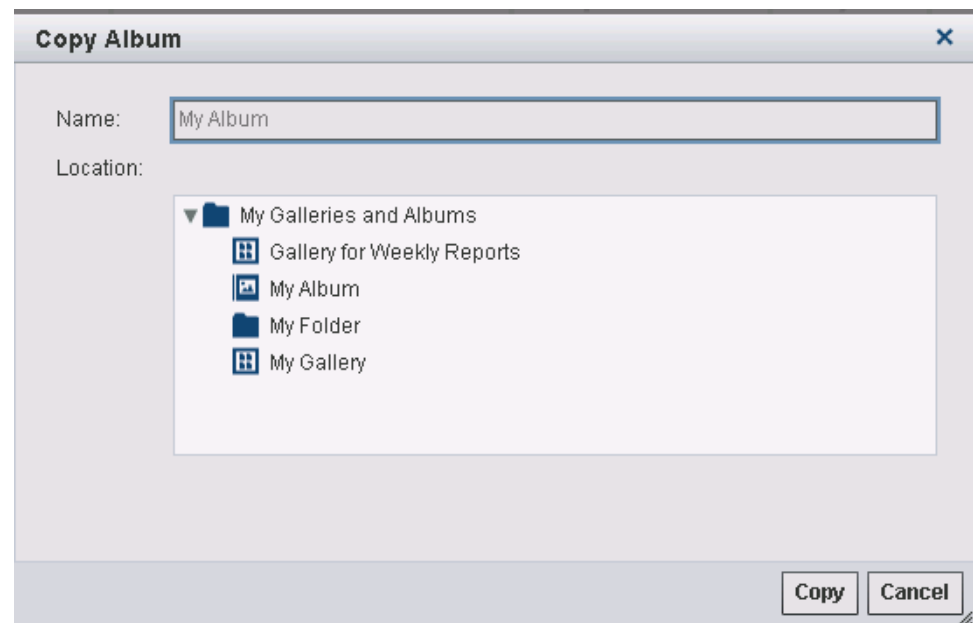 Copy Album
Name: My Album
Location:
My Galleries and Albums
Gallery for Weekly Reports
My Album
My Folder
My Gallery
Copy Cancel